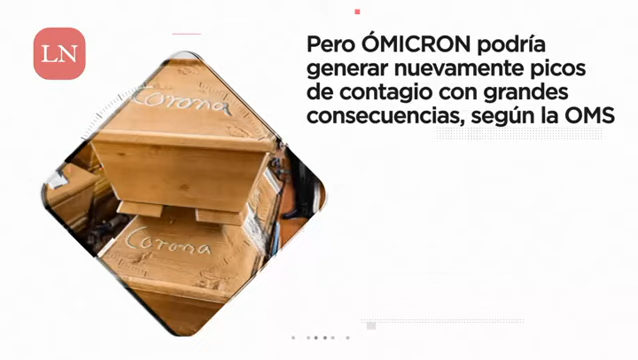 LN
Pero ÓMICRON podría
generar nuevamente picos
de contagio con grandes
consecuencias, según la OMS
Corona
Corona